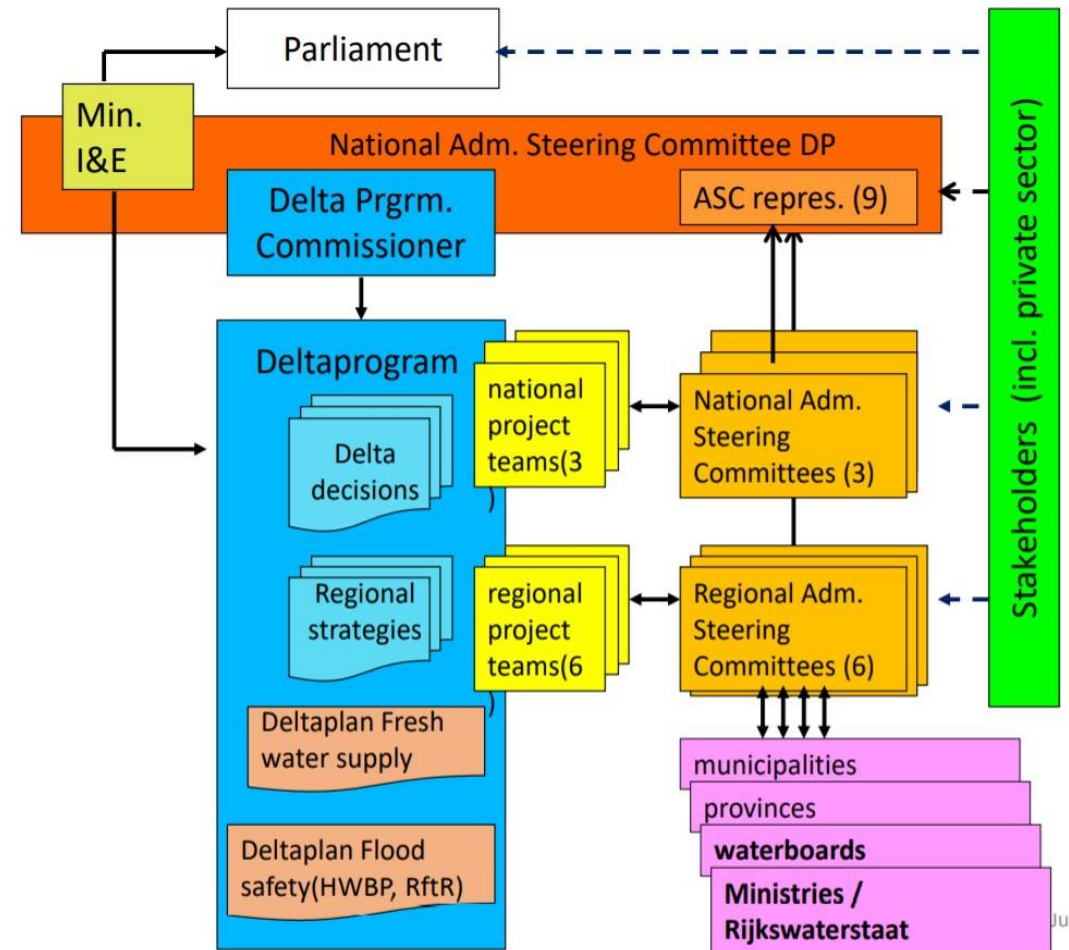 Parliament
Min.
I&E
National Adm. Steering Committee DP
Delta Prgrm.
Commissioner
ASC repres. (9)
Stakeholders (incl. private sector)
Deltaprogram
Delta
decisions
national
project
teams(3
)
National Adm.
Steering
Committees (3)
Regional
strategies
regional
project
teams(6
)
Regional Adm.
Steering
Committees (6)
Deltaplan Fresh
water supply
Deltaplan Flood
safety(HWBP, RftR)
municipalities
provinces
waterboards
Ministries /
Rijkswaterstaat
Ju